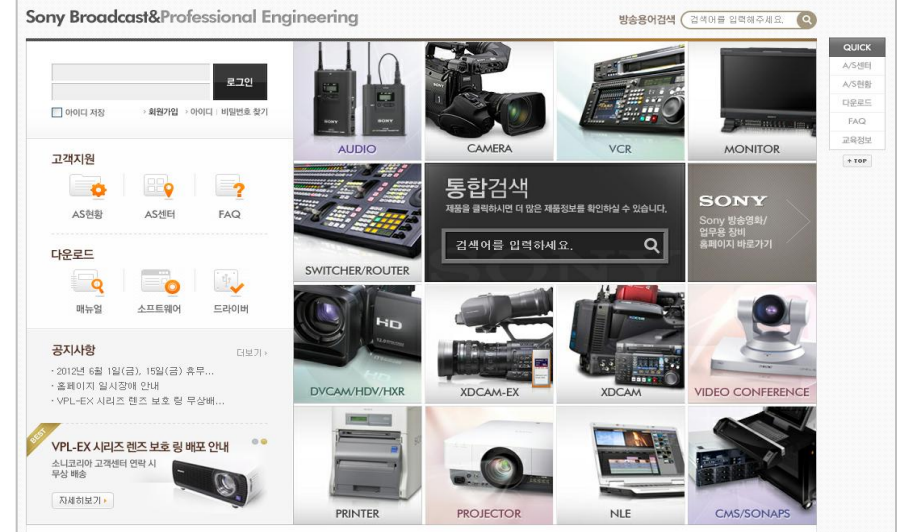 Sony Broadcast&Professional Engineering
방송용어검색 검색어를 입력해주세요.
QUICK
A/S센터
A/S현황
다운로드
FAQ
교육정보
+ TOP
로그인
아이디 저장 회원가입 아이디 비밀번호 찾기
고객지원
AS현황 AS센터 FAQ
다운로드
매뉴얼 소프트웨어 드라이버
공지사항 더보기
· 2012년 6월 1일(금), 15일(금) 휴무...
· 홈페이지 일시장애 안내
· VPL-EX 시리즈 렌즈 보호 링 무상배...
BEST
VPL-EX 시리즈 렌즈 보호 링 배포 안내
소니코리아 고객센터 연락 시
무상 배송
자세히보기
SONY
AUDIO CAMERA VCR MONITOR
SWITCHER/ROUTER
통합검색
제품을 클릭하시면 더 많은 제품정보를 확인하실 수 있습니다.
검색어를 입력하세요.
SONY
Sony 방송영화/
업무용 장비
홈페이지 바로가기
HD
DVCAM/HDV/HXR XDCAM-EX XDCAM VIDEO CONFERENCE
PRINTER PROJECTOR NLE CMS/SONAPS